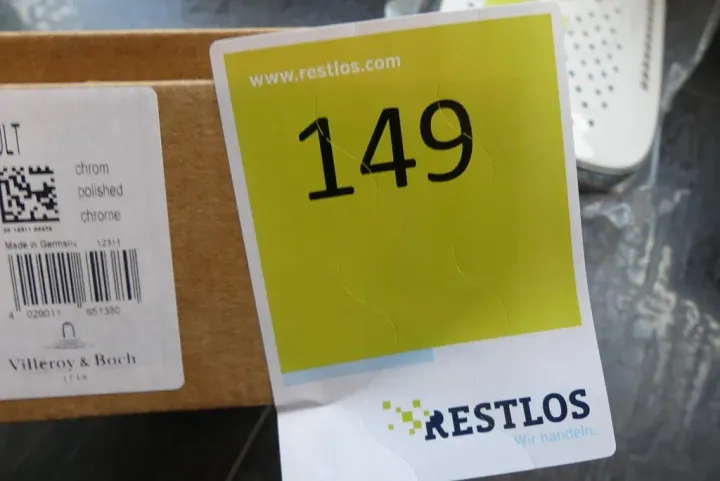 www.restlos.com
149
RESTLOS
Wir handeln.
ULT
chrom
polished
chrome
Made in Germany 12311
4 029011 651380
Villeroy & Boch
1748